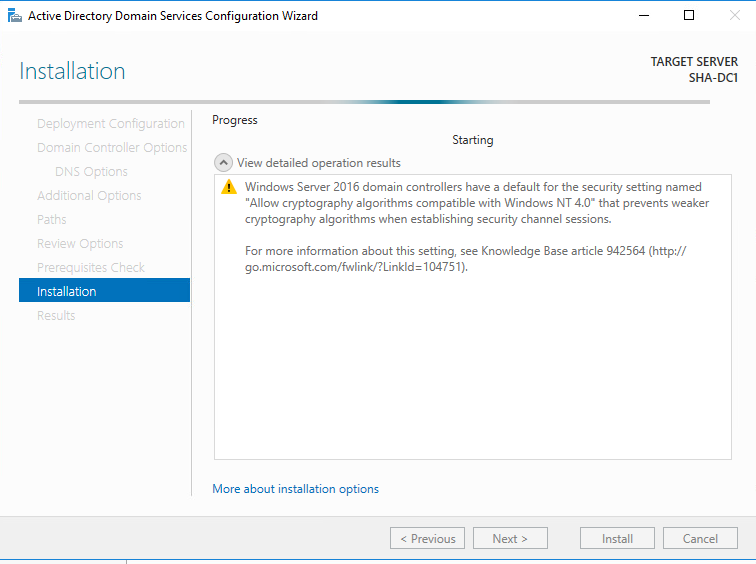 Active Directory Domain Services Configuration Wizard
Installation
TARGET SERVER
SHA-DC1
Deployment Configuration
Domain Controller Options
DNS Options
Additional Options
Paths
Review Options
Prerequisites Check
Installation
Results
Progress
Starting
View detailed operation results
Windows Server 2016 domain controllers have a default for the security setting named
"Allow cryptography algorithms compatible with Windows NT 4.0" that prevents weaker
cryptography algorithms when establishing security channel sessions.
For more information about this setting, see Knowledge Base article 942564 (http://
go.microsoft.com/fwlink/?LinkId=104751).
More about installation options
< Previous
Next >
Install
Cancel